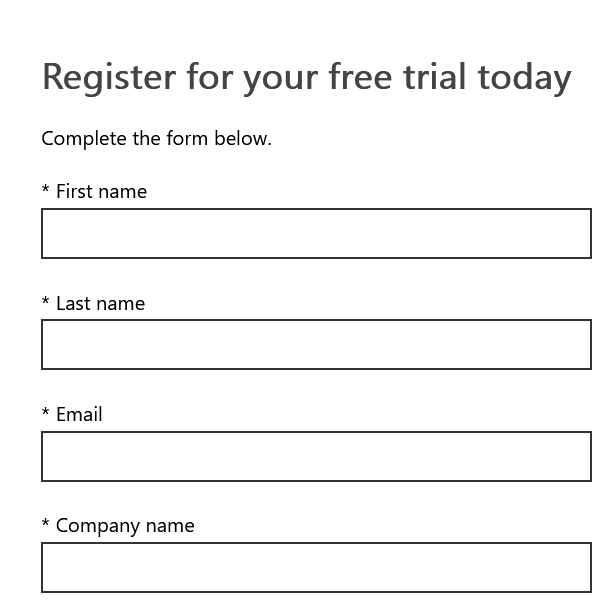 Register for your free trial today
Complete the form below.
* First name
* Last name
* Email
* Company name